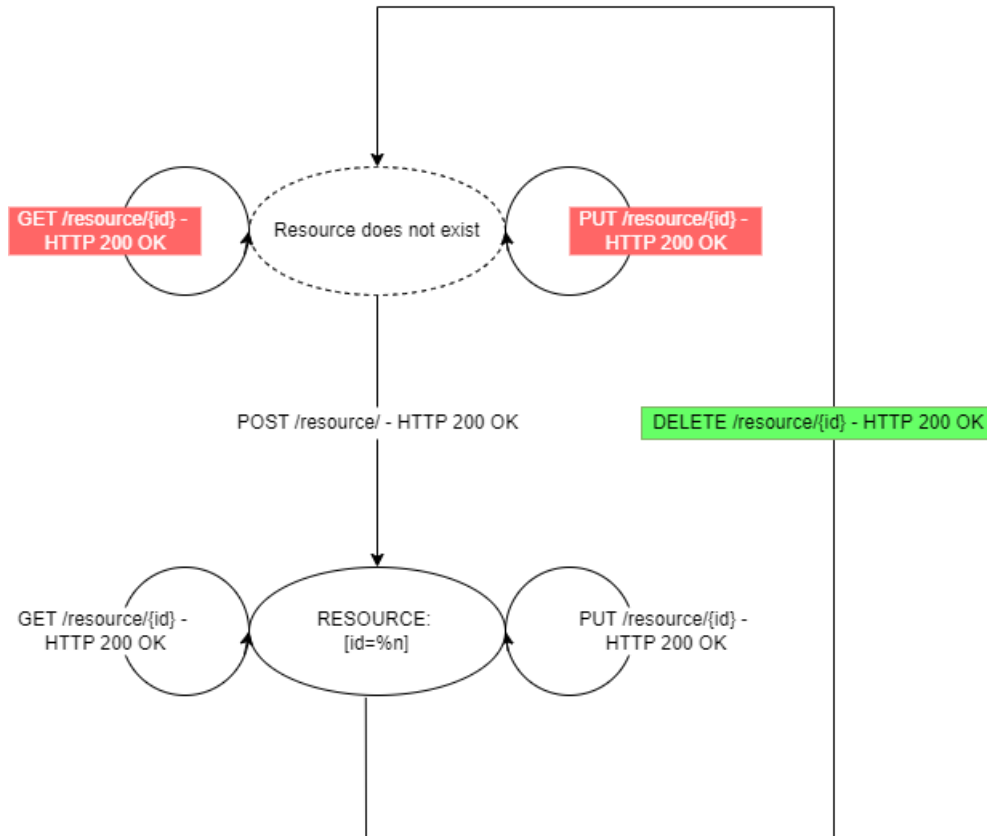 Resource does not exist
GET /resource/{id} -
HTTP 200 OK
PUT /resource/{id} -
HTTP 200 OK
POST /resource/ - HTTP 200 OK
DELETE /resource/{id} - HTTP 200 OK
GET /resource/{id} -
HTTP 200 OK
RESOURCE:
[id=%n]
PUT /resource/{id} -
HTTP 200 OK